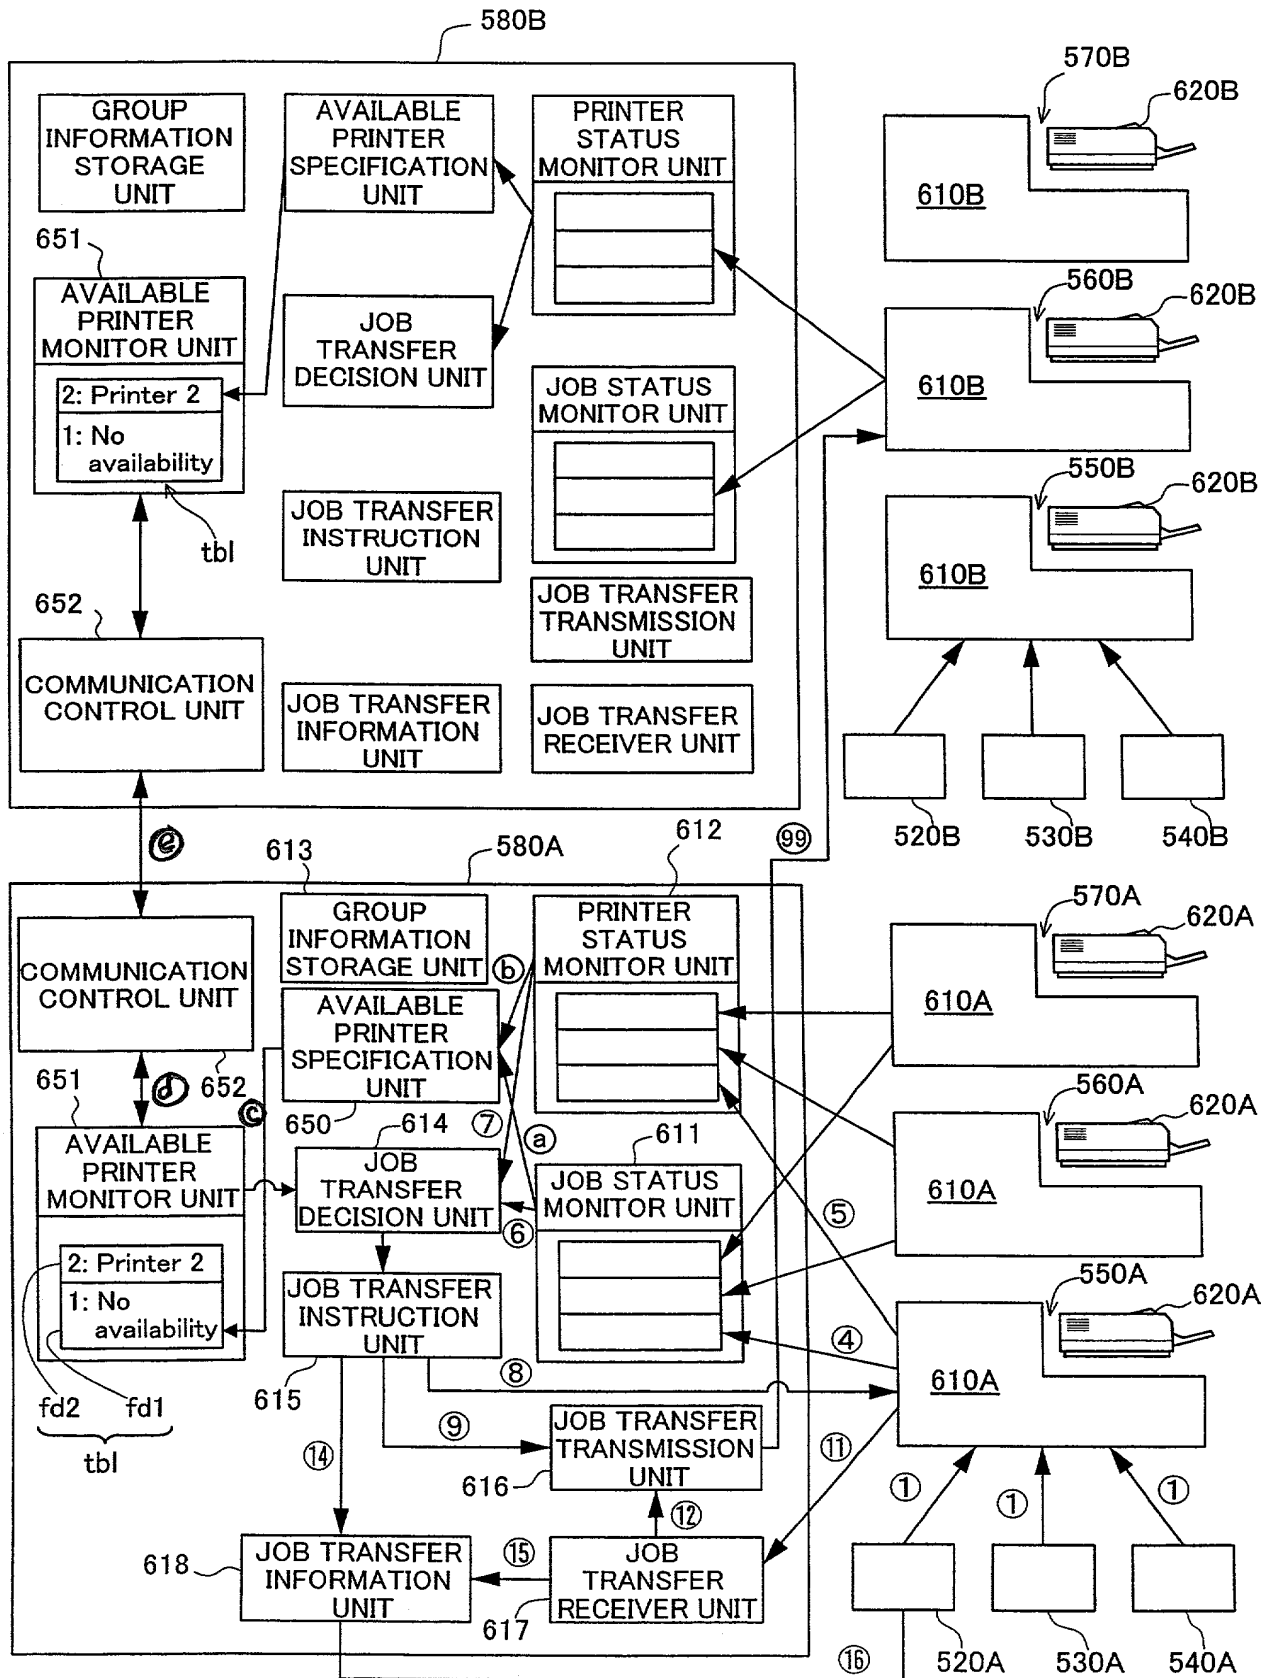 580B
570B
620B
GROUP
INFORMATION
STORAGE
UNIT
AVAILABLE
PRINTER
SPECIFICATION
UNIT
PRINTER
STATUS
MONITOR UNIT
610B
651
AVAILABLE
PRINTER
MONITOR UNIT
2: Printer 2
1: No
availability
tbl
JOB
TRANSFER
DECISION UNIT
560B
620B
610B
JOB STATUS
MONITOR UNIT
550B
620B
610B
JOB TRANSFER
INSTRUCTION
UNIT
JOB TRANSFER
TRANSMISSION
UNIT
652
COMMUNICATION
CONTROL UNIT
JOB TRANSFER
INFORMATION
UNIT
JOB TRANSFER
RECEIVER UNIT
520B
530B
540B
ⓔ
613
580A
612
99
GROUP
INFORMATION
STORAGE UNIT
PRINTER
STATUS
MONITOR UNIT
570A
620A
610A
COMMUNICATION
CONTROL UNIT
ⓑ
AVAILABLE
PRINTER
SPECIFICATION
UNIT
651
ⓓ
652
ⓒ
650
⑦
614
ⓐ
611
560A
620A
610A
AVAILABLE
PRINTER
MONITOR UNIT
JOB
TRANSFER
DECISION UNIT
⑥
JOB STATUS
MONITOR UNIT
⑤
2: Printer 2
1: No
availability
JOB TRANSFER
INSTRUCTION
UNIT
550A
620A
④
610A
fd2
fd1
tbl
615
⑧
⑨
JOB TRANSFER
TRANSMISSION
UNIT
616
⑪
⑭
⑫
①
①
①
618
JOB TRANSFER
INFORMATION
UNIT
⑮
JOB
TRANSFER
RECEIVER UNIT
617
⑯
520A
530A
540A